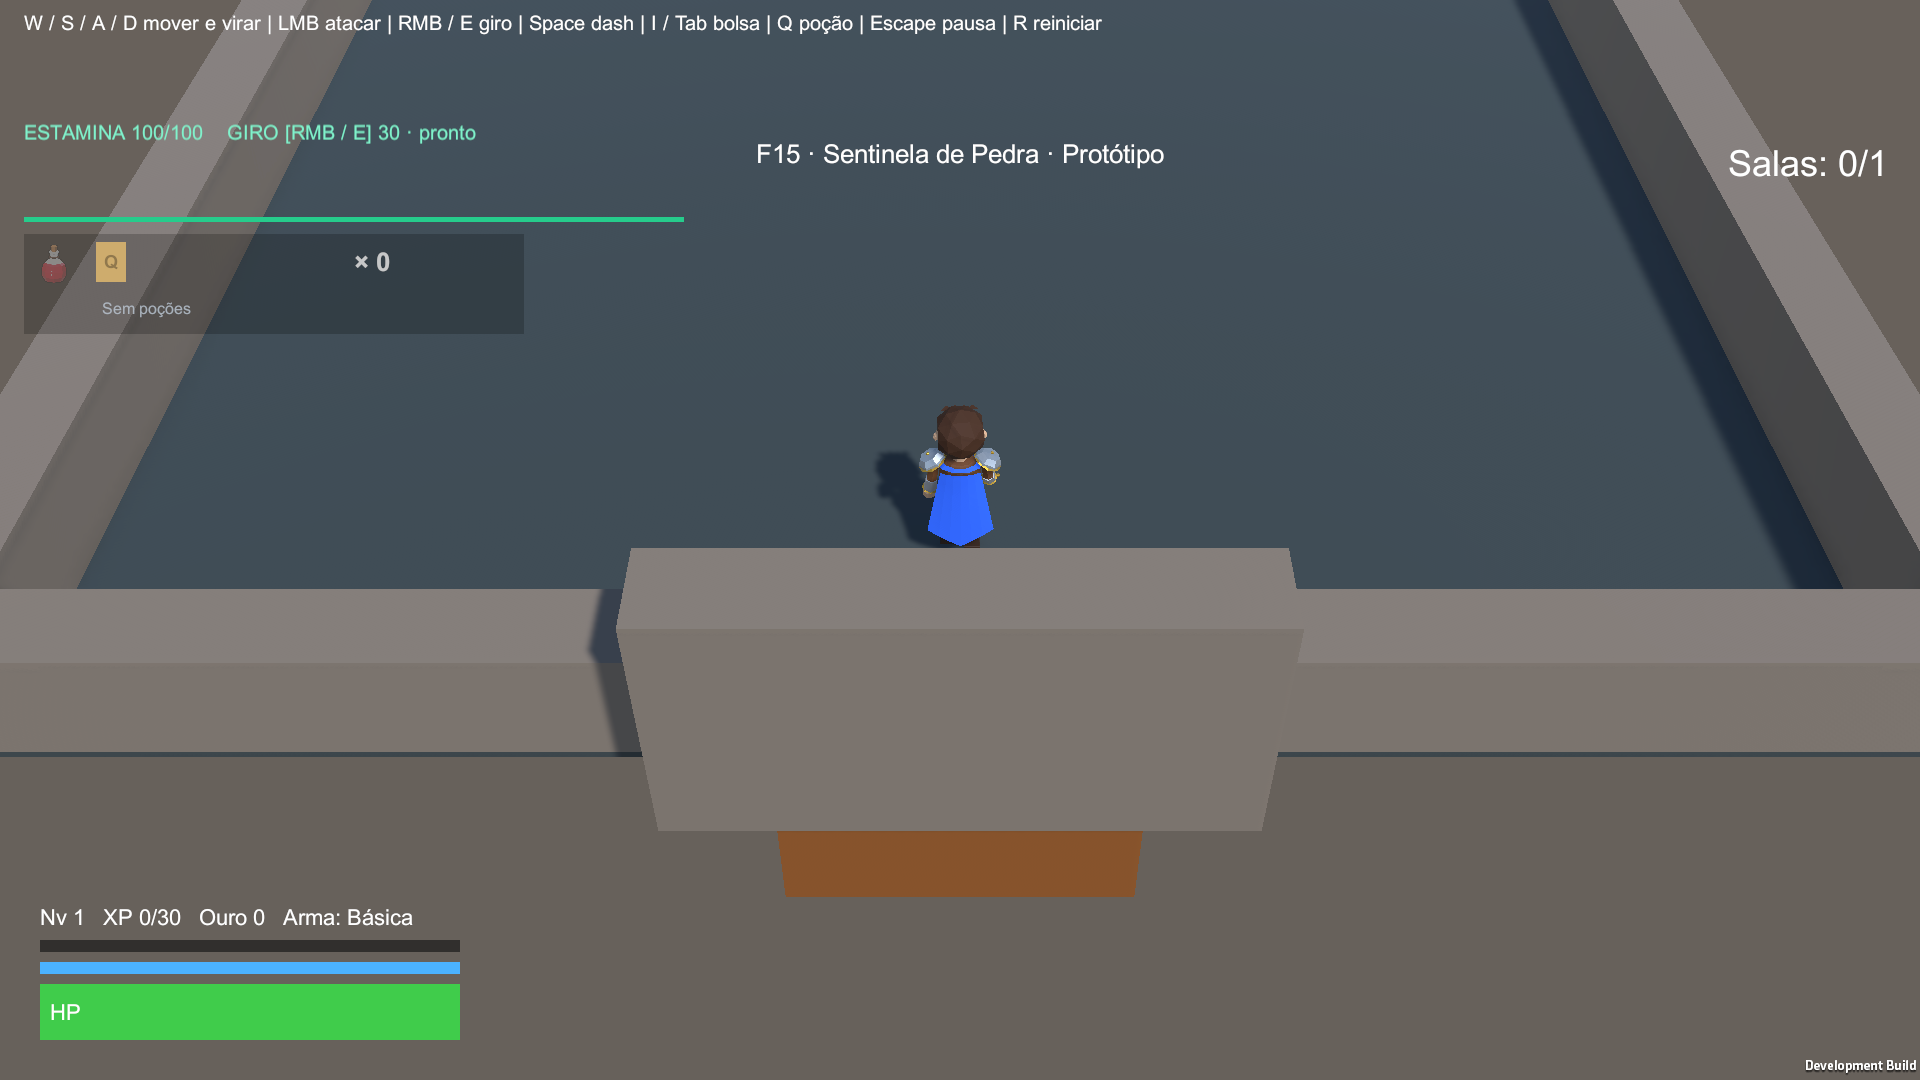 W / S / A / D mover e virar | LMB atacar | RMB / E giro | Space dash | I / Tab bolsa | Q poção | Escape pausa | R reiniciar
ESTAMINA 100/100 GIRO [RMB / E] 30 · pronto
F15 · Sentinela de Pedra · Protótipo
Salas: 0/1
Q
× 0
Sem poções
Nv 1 XP 0/30 Ouro 0 Arma: Básica
HP
Development Build